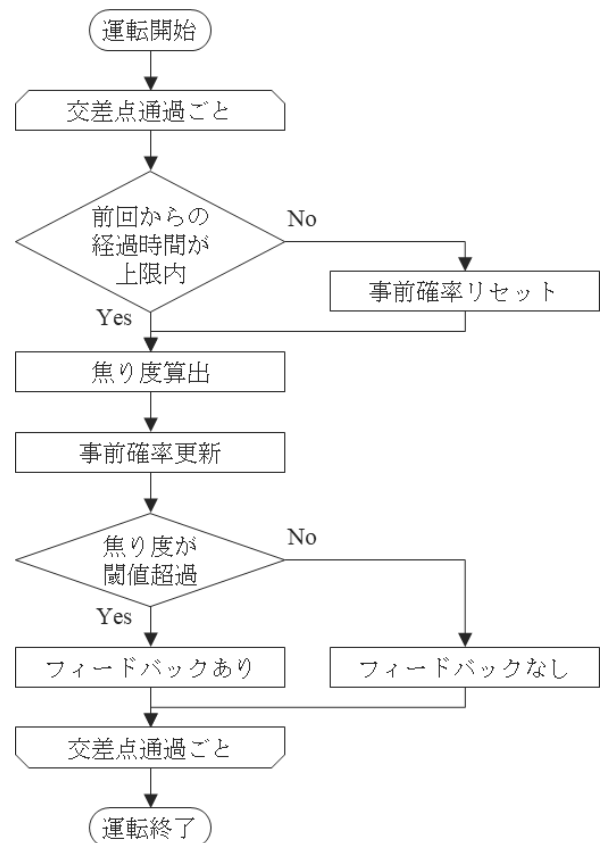 運転開始
交差点通過ごと
前回からの
経過時間が
上限内
No
事前確率リセット
Yes
焦り度算出
事前確率更新
焦り度が
閾値超過
No
Yes
フィードバックあり
フィードバックなし
交差点通過ごと
運転終了